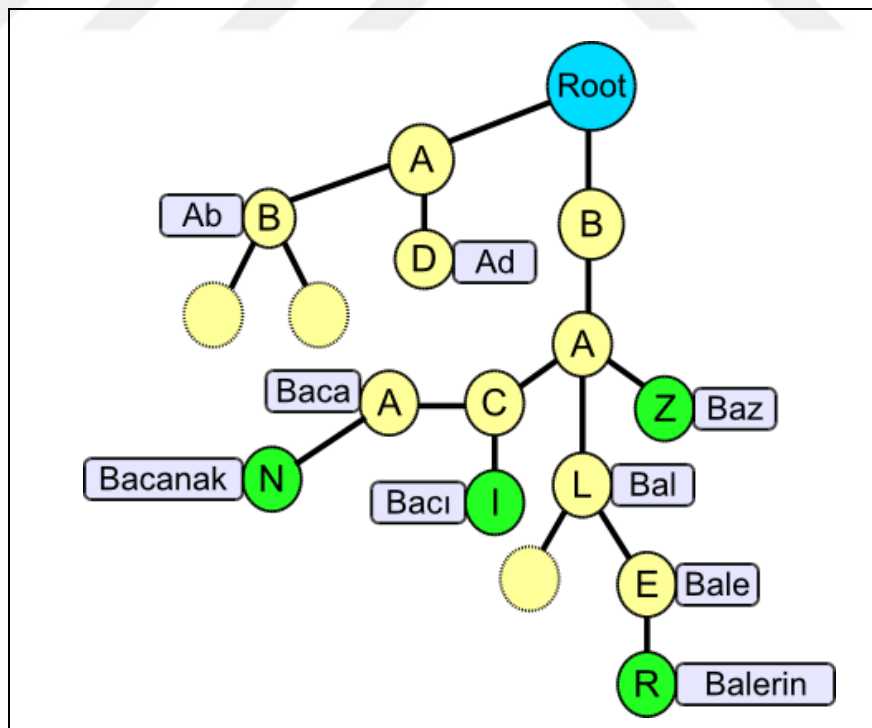 Root
A
Ab B
B
D Ad
A
Baca A C
Z Baz
Bacanak N
Bacı I
L Bal
E Bale
R Balerin